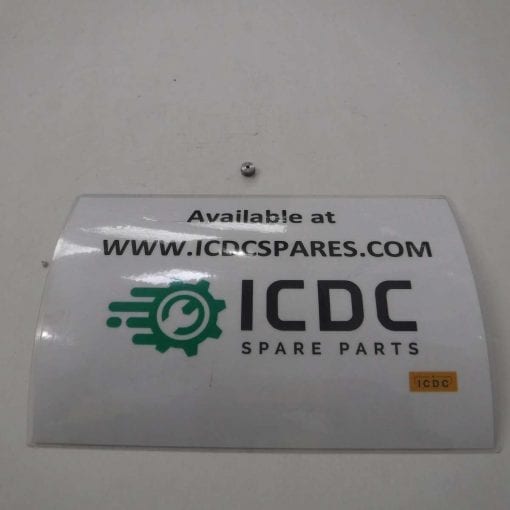 Available at
WWW.ICDCSPARES.COM
ICDC
SPARE PARTS
ICDC